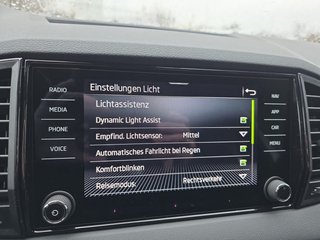 Einstellungen Licht
RADIO
MEDIA
PHONE
VOICE
Lichtassistenz
Dynamic Light Assist
Empfind. Lichtsensor: Mittel
Automatisches Fahrlicht bei Regen
Komfortblinken
Reisemodus: Rechtsverkehr
NAV
APP
CAR
MENU